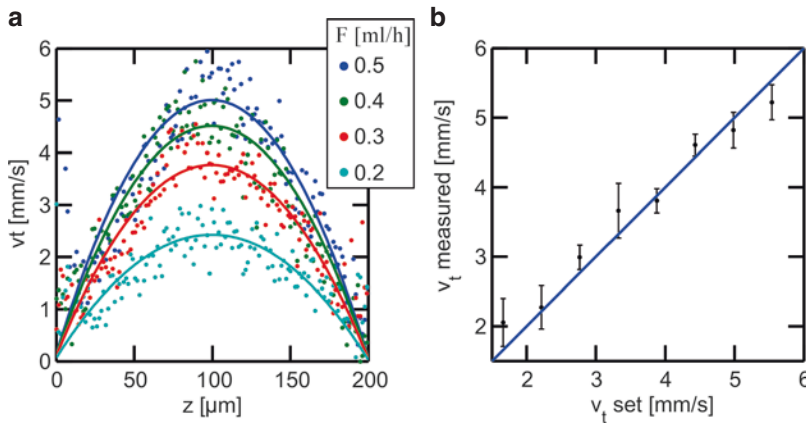 a
F [ml/h]
0.5
0.4
0.3
0.2
vt [mm/s]
6
5
4
3
2
1
0
0 50 100 150 200
z [µm]
b
v_t measured [mm/s]
6
5
4
3
2
2 3 4 5 6
v_t set [mm/s]